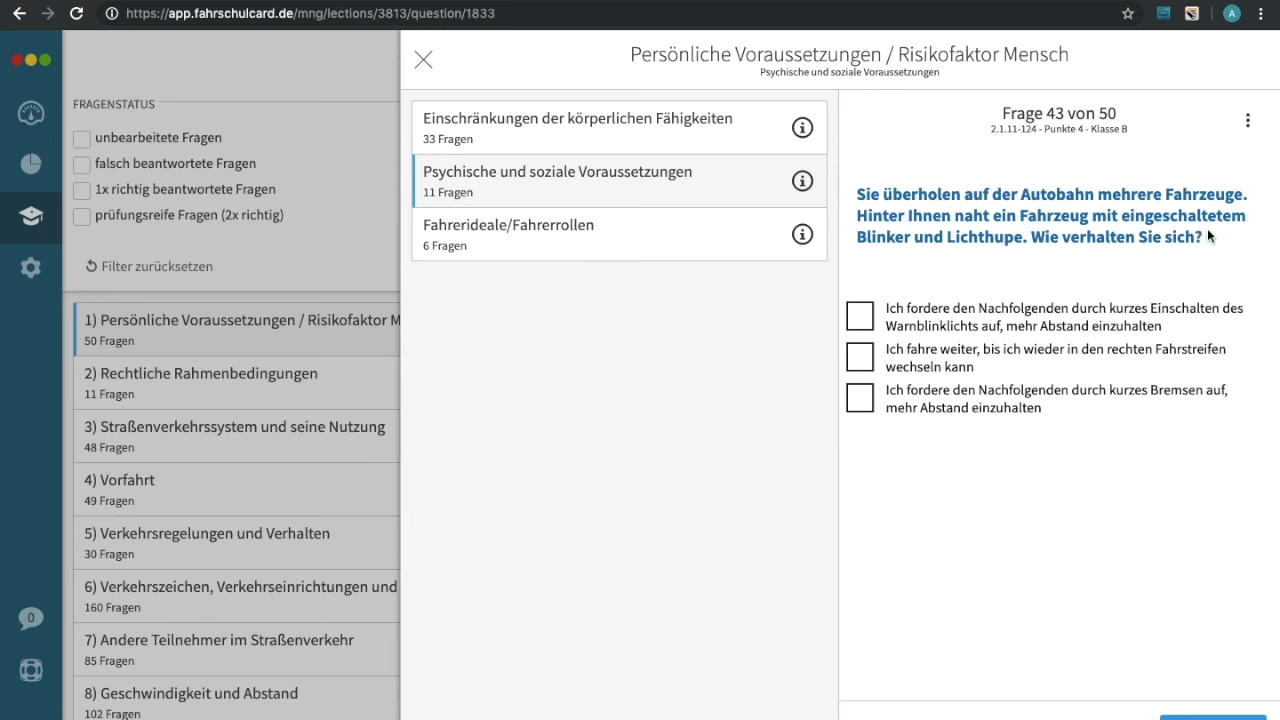 https://app.fahrschulcard.de/mng/lections/3813/question/1833
A
FRAGENSTATUS
unbearbeitete Fragen
falsch beantwortete Fragen
1x richtig beantwortete Fragen
prüfungsreife Fragen (2x richtig)
Filter zurücksetzen
1) Persönliche Voraussetzungen / Risikofaktor M
50 Fragen
2) Rechtliche Rahmenbedingungen
11 Fragen
3) Straßenverkehrssystem und seine Nutzung
48 Fragen
4) Vorfahrt
49 Fragen
5) Verkehrsregelungen und Verhalten
30 Fragen
6) Verkehrszeichen, Verkehrseinrichtungen und
160 Fragen
7) Andere Teilnehmer im Straßenverkehr
85 Fragen
8) Geschwindigkeit und Abstand
102 Fragen
0
Persönliche Voraussetzungen / Risikofaktor Mensch
Psychische und soziale Voraussetzungen
Einschränkungen der körperlichen Fähigkeiten
33 Fragen
Psychische und soziale Voraussetzungen
11 Fragen
Fahrerideale/Fahrerrollen
6 Fragen
Frage 43 von 50
2.1.11-124 - Punkte 4 - Klasse B
Sie überholen auf der Autobahn mehrere Fahrzeuge.
Hinter Ihnen naht ein Fahrzeug mit eingeschaltetem
Blinker und Lichthupe. Wie verhalten Sie sich?
Ich fordere den Nachfolgenden durch kurzes Einschalten des
Warnblinklichts auf, mehr Abstand einzuhalten
Ich fahre weiter, bis ich wieder in den rechten Fahrstreifen
wechseln kann
Ich fordere den Nachfolgenden durch kurzes Bremsen auf,
mehr Abstand einzuhalten